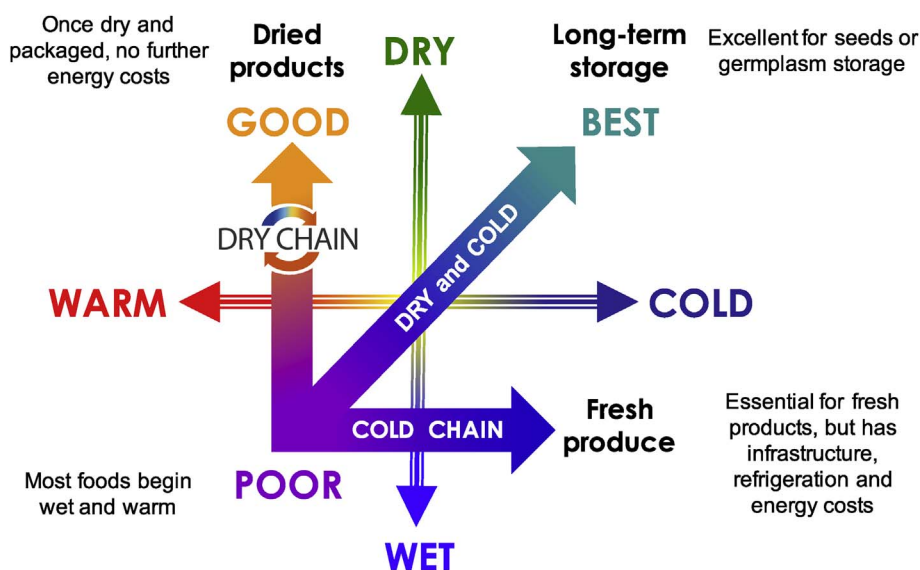 Once dry and
packaged, no further
energy costs
Dried
products
GOOD
DRY
Long-term
storage
BEST
Excellent for seeds or
germplasm storage
DRY CHAIN
DRY and COLD
WARM
COLD
COLD CHAIN
Fresh
produce
Essential for fresh
products, but has
infrastructure,
refrigeration and
energy costs
Most foods begin
wet and warm
POOR
WET